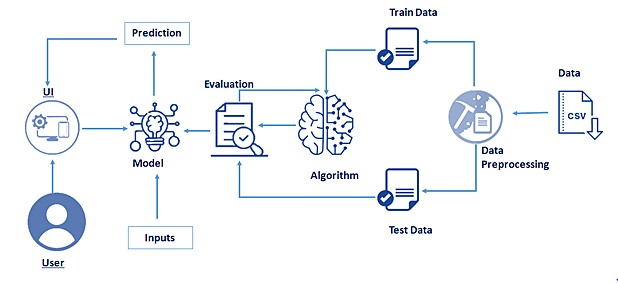 Train Data
Prediction
Data
UI
Evaluation
CSV
Model
Algorithm
Data
Preprocessing
Inputs
Test Data
User